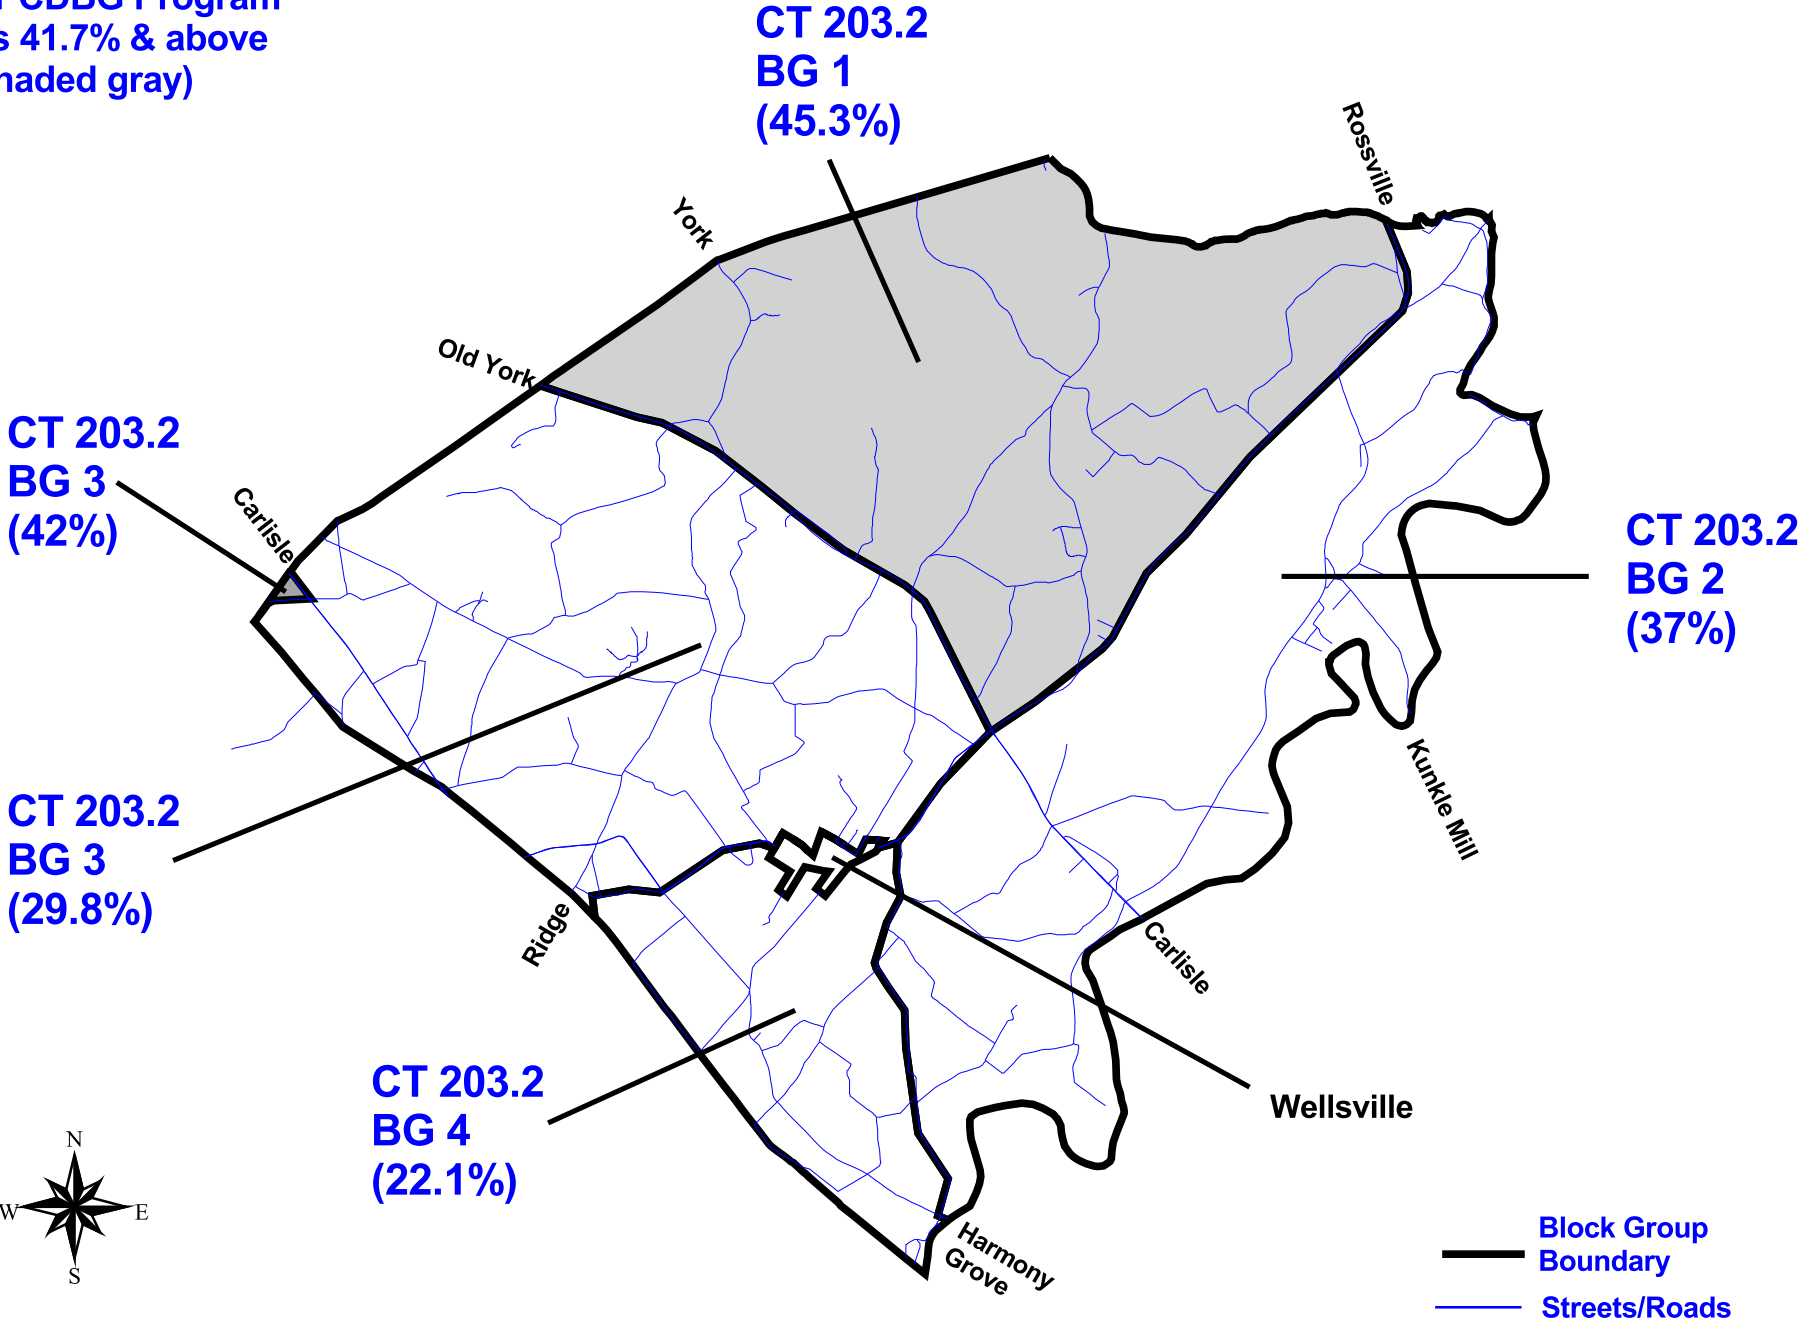 CDBG Program
41.7% & above
gray)
CT 203.2
BG 1
(45.3%)
Rossville
York
Old York
CT 203.2
BG 3
(42%)
Carlisle
CT 203.2
BG 2
(37%)
Kunkle Mill
CT 203.2
BG 3
(29.8%)
Ridge
Carlisle
CT 203.2
BG 4
(22.1%)
Wellsville
N
W
E
S
Harmony
Grove
Block Group
Boundary
Streets/Roads